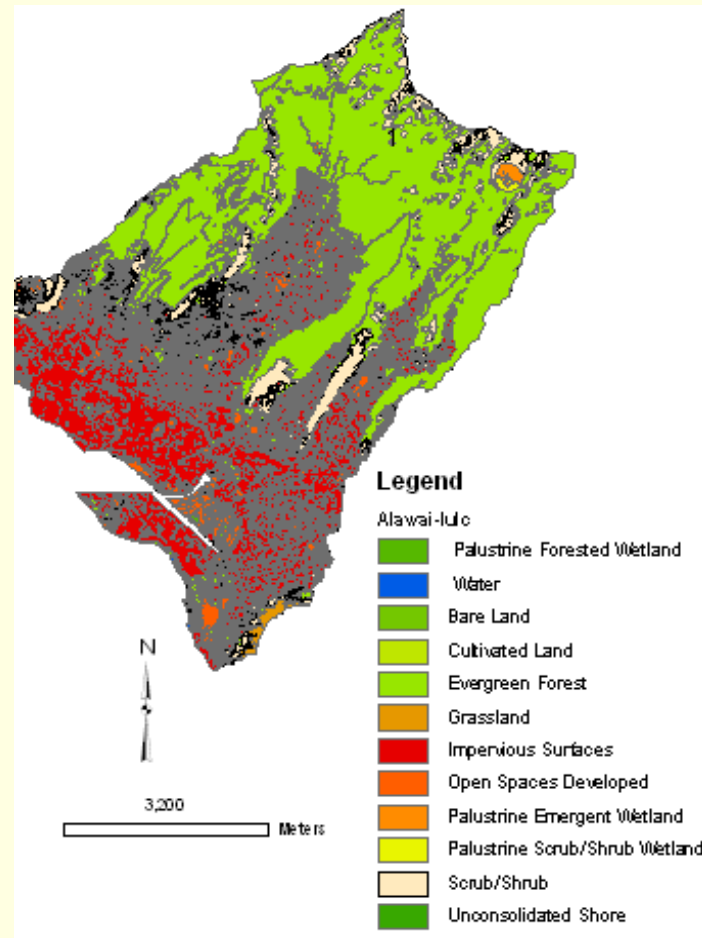 1
Legend
Alawai-lulc
Palustrine Forested Wetland
Water
Bare Land
Cultivated Land
Evergreen Forest
Grassland
Impervious Surfaces
Open Spaces Developed
Palustrine Emergent Wetland
Palustrine Scrub/Shrub Wetland
Scrub/Shrub
Unconsolidated Shore
N
3,200
Meters